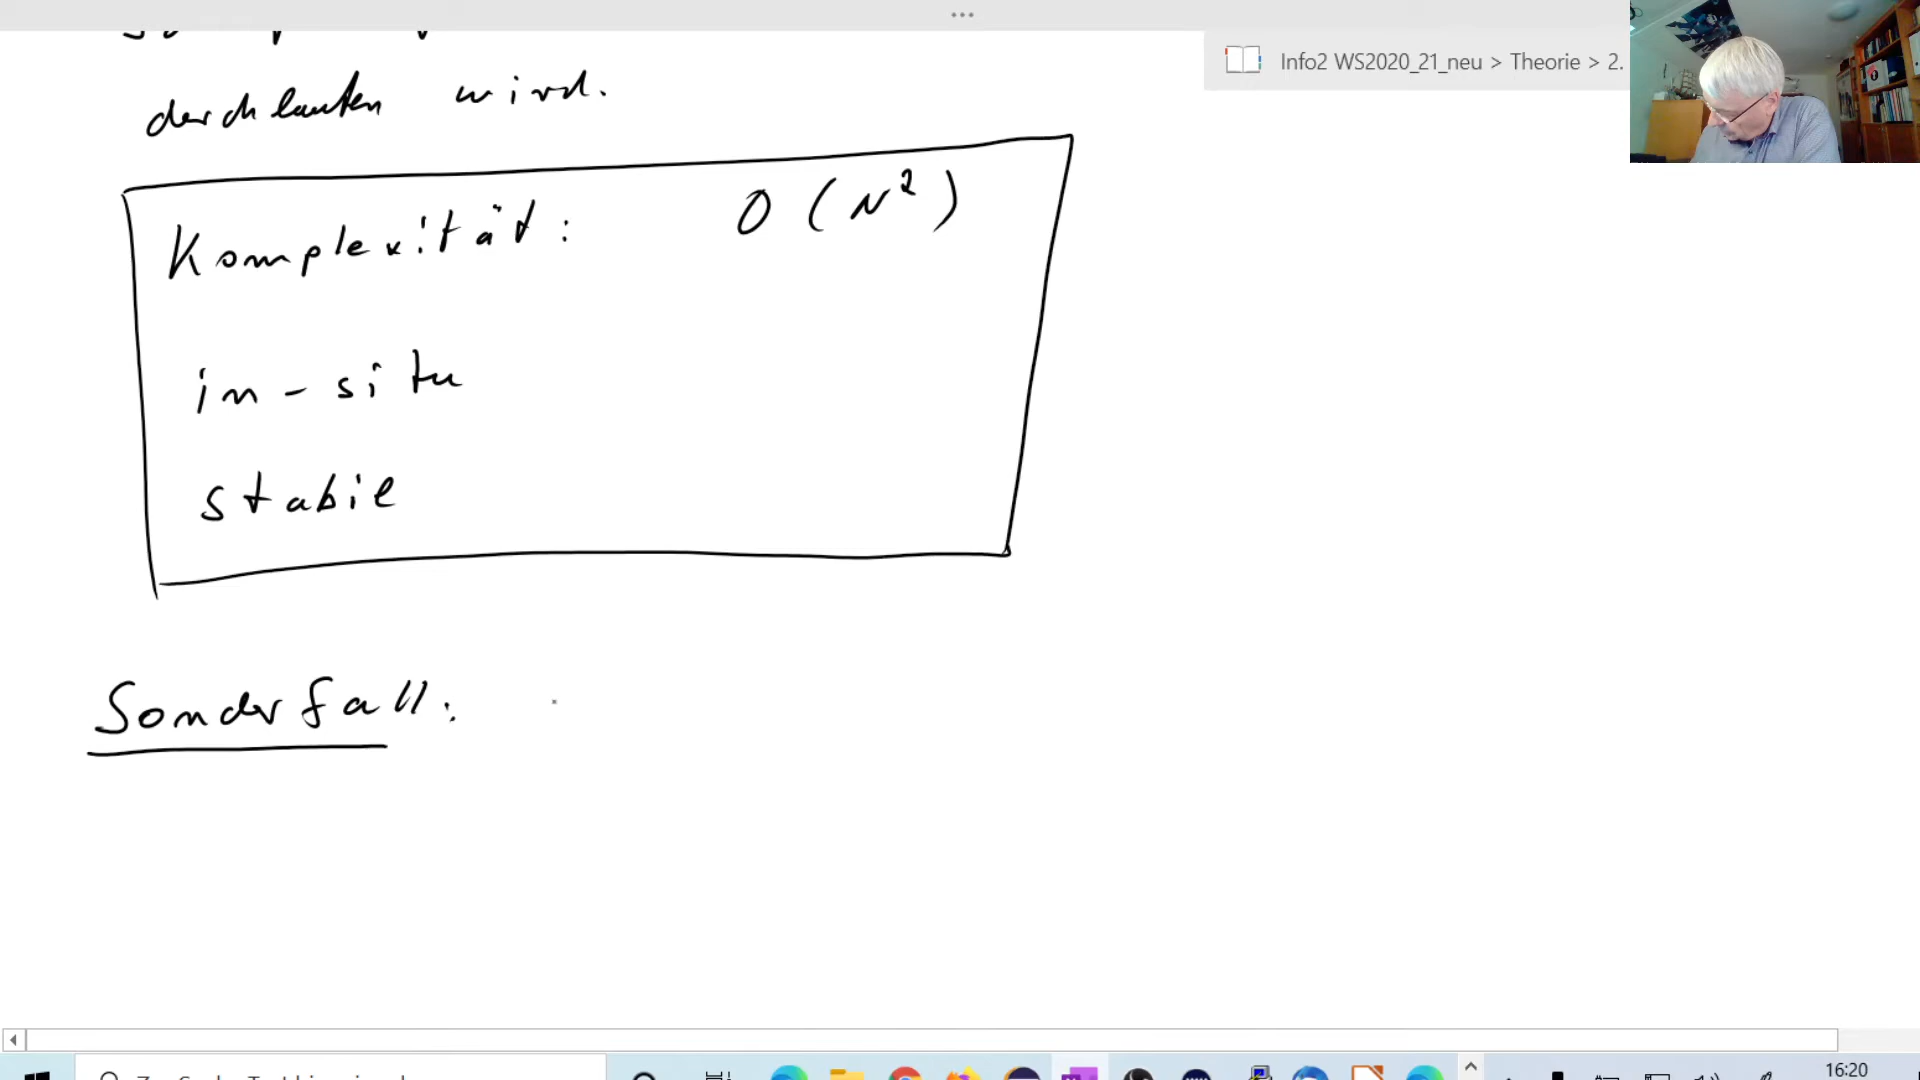 Info2 WS2020_21_neu > Theorie > 2.
durchlaufen wird.
Komplexität: O(N²)
in-situ
stabil
Sonderfall:
16:20